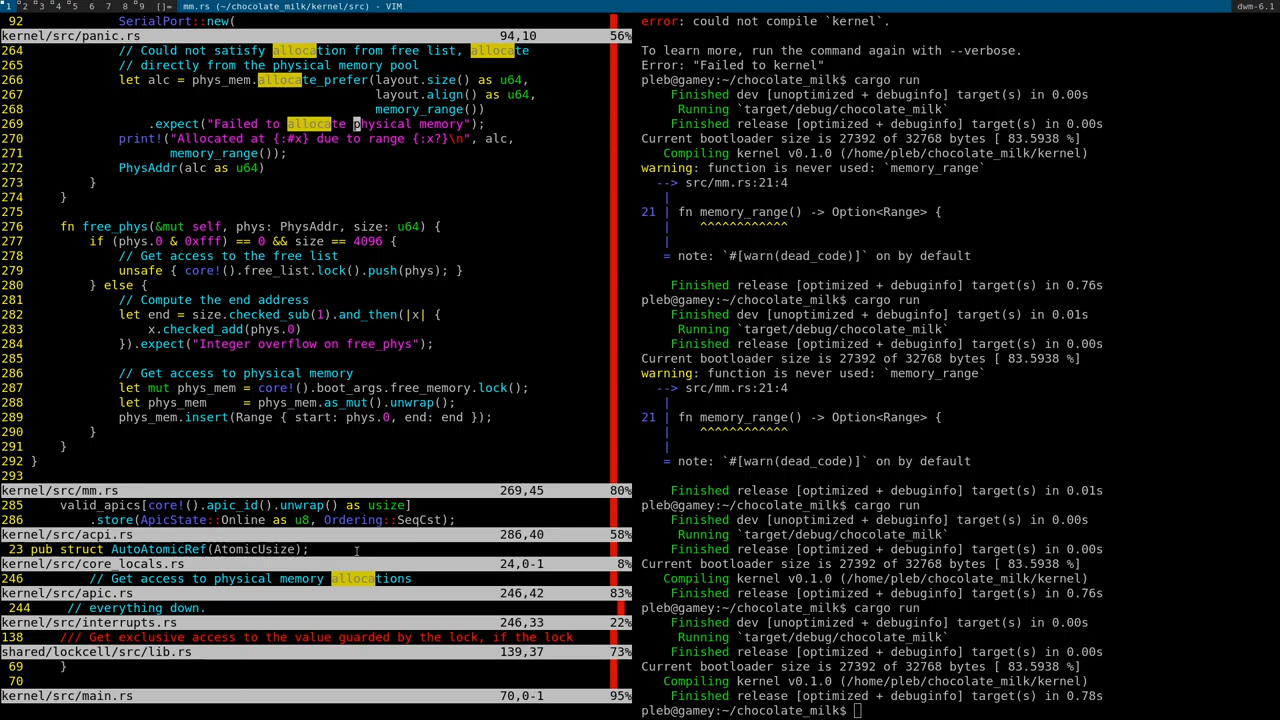 1 2 3 4 5 6 7 8 9 []= mm.rs (~/chocolate_milk/kernel/src) - VIM dwm-6.1
92 SerialPort::new(
kernel/src/panic.rs 94,10 56%
264 // Could not satisfy allocation from free list, allocate
265 // directly from the physical memory pool
266 let alc = phys_mem.allocate_prefer(layout.size() as u64,
267 layout.align() as u64,
268 memory_range())
269 .expect("Failed to allocate physical memory");
270 print!("Allocated at {:#x} due to range {:x?}\n", alc,
271 memory_range());
272 PhysAddr(alc as u64)
273 }
274 }
275
276 fn free_phys(&mut self, phys: PhysAddr, size: u64) {
277 if (phys.0 & 0xfff) == 0 && size == 4096 {
278 // Get access to the free list
279 unsafe { core!().free_list.lock().push(phys); }
280 } else {
281 // Compute the end address
282 let end = size.checked_sub(1).and_then(|x| {
283 x.checked_add(phys.0)
284 }).expect("Integer overflow on free_phys");
285
286 // Get access to physical memory
287 let mut phys_mem = core!().boot_args.free_memory.lock();
288 let phys_mem = phys_mem.as_mut().unwrap();
289 phys_mem.insert(Range { start: phys.0, end: end });
290 }
291 }
292 }
293
kernel/src/mm.rs 269,45 80%
285 valid_apics[core!().apic_id().unwrap() as usize]
286 .store(ApicState::Online as u8, Ordering::SeqCst);
kernel/src/acpi.rs 286,40 58%
23 pub struct AutoAtomicRef(AtomicUsize);
kernel/src/core_locals.rs 24,0-1 8%
246 // Get access to physical memory allocations
kernel/src/apic.rs 246,42 83%
244 // everything down.
kernel/src/interrupts.rs 246,33 22%
138 /// Get exclusive access to the value guarded by the lock, if the lock
shared/lockcell/src/lib.rs 139,37 73%
69 }
70
kernel/src/main.rs 70,0-1 95%
error: could not compile `kernel`.
To learn more, run the command again with --verbose.
Error: "Failed to kernel"
pleb@gamey:~/chocolate_milk$ cargo run
Finished dev [unoptimized + debuginfo] target(s) in 0.00s
Running `target/debug/chocolate_milk`
Finished release [optimized + debuginfo] target(s) in 0.00s
Current bootloader size is 27392 of 32768 bytes [ 83.5938 %]
Compiling kernel v0.1.0 (/home/pleb/chocolate_milk/kernel)
warning: function is never used: `memory_range`
--> src/mm.rs:21:4
|
21 | fn memory_range() -> Option<Range> {
| ^^^^^^^^^^^^
|
= note: `#[warn(dead_code)]` on by default
Finished release [optimized + debuginfo] target(s) in 0.76s
pleb@gamey:~/chocolate_milk$ cargo run
Finished dev [unoptimized + debuginfo] target(s) in 0.01s
Running `target/debug/chocolate_milk`
Finished release [optimized + debuginfo] target(s) in 0.00s
Current bootloader size is 27392 of 32768 bytes [ 83.5938 %]
warning: function is never used: `memory_range`
--> src/mm.rs:21:4
|
21 | fn memory_range() -> Option<Range> {
| ^^^^^^^^^^^^
|
= note: `#[warn(dead_code)]` on by default
Finished release [optimized + debuginfo] target(s) in 0.01s
pleb@gamey:~/chocolate_milk$ cargo run
Finished dev [unoptimized + debuginfo] target(s) in 0.00s
Running `target/debug/chocolate_milk`
Finished release [optimized + debuginfo] target(s) in 0.00s
Current bootloader size is 27392 of 32768 bytes [ 83.5938 %]
Compiling kernel v0.1.0 (/home/pleb/chocolate_milk/kernel)
Finished release [optimized + debuginfo] target(s) in 0.76s
pleb@gamey:~/chocolate_milk$ cargo run
Finished dev [unoptimized + debuginfo] target(s) in 0.00s
Running `target/debug/chocolate_milk`
Finished release [optimized + debuginfo] target(s) in 0.00s
Current bootloader size is 27392 of 32768 bytes [ 83.5938 %]
Compiling kernel v0.1.0 (/home/pleb/chocolate_milk/kernel)
Finished release [optimized + debuginfo] target(s) in 0.78s
pleb@gamey:~/chocolate_milk$